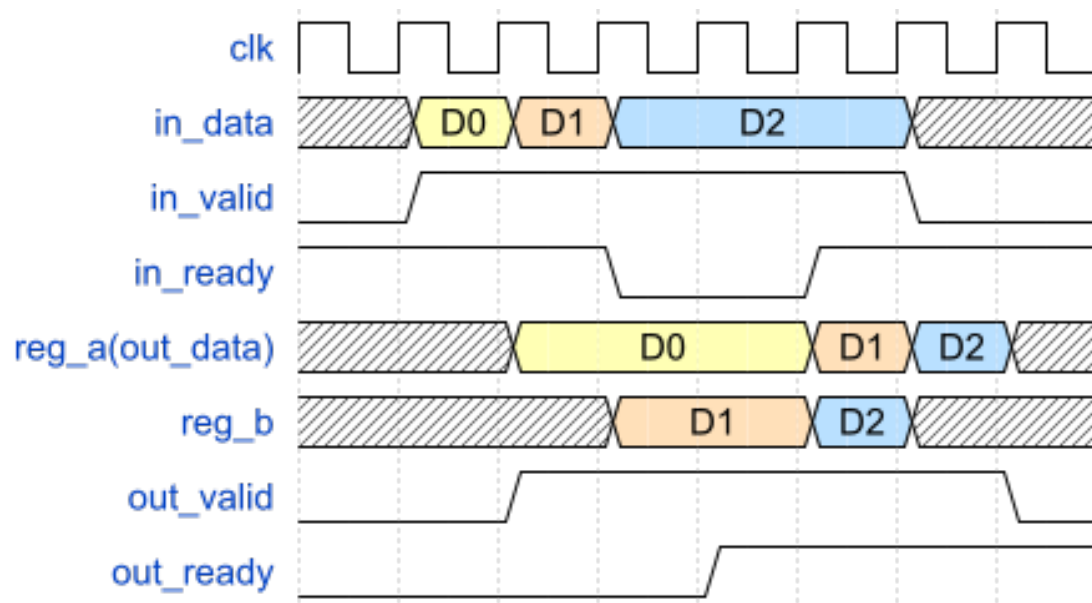 clk
in_data D0 D1 D2
in_valid
in_ready
reg_a(out_data) D0 D1 D2
reg_b D1 D2
out_valid
out_ready